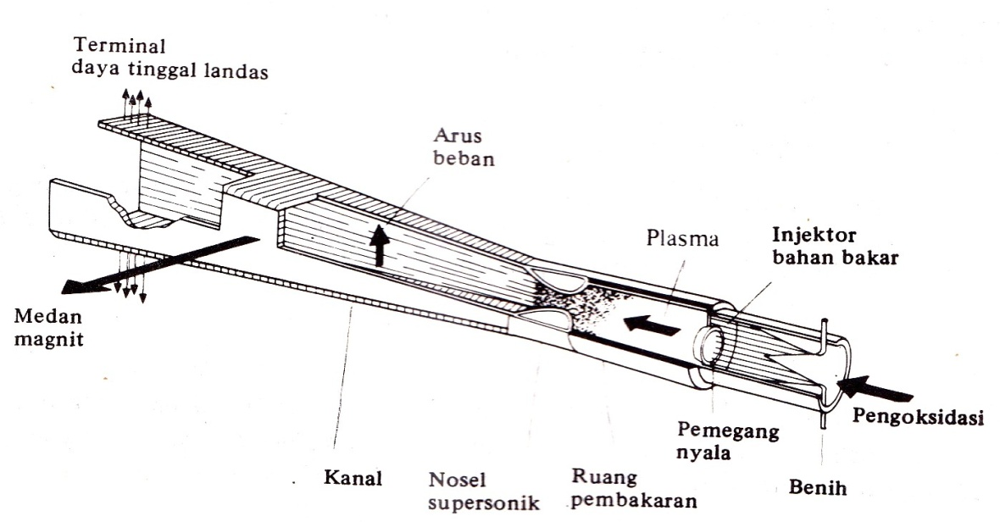 Terminal
daya tinggal landas
Arus
beban
Plasma
Injektor
bahan bakar
Medan
magnit
Pengoksidasi
Pemegang
nyala
Kanal
Nosel
supersonik
Ruang
pembakaran
Benih